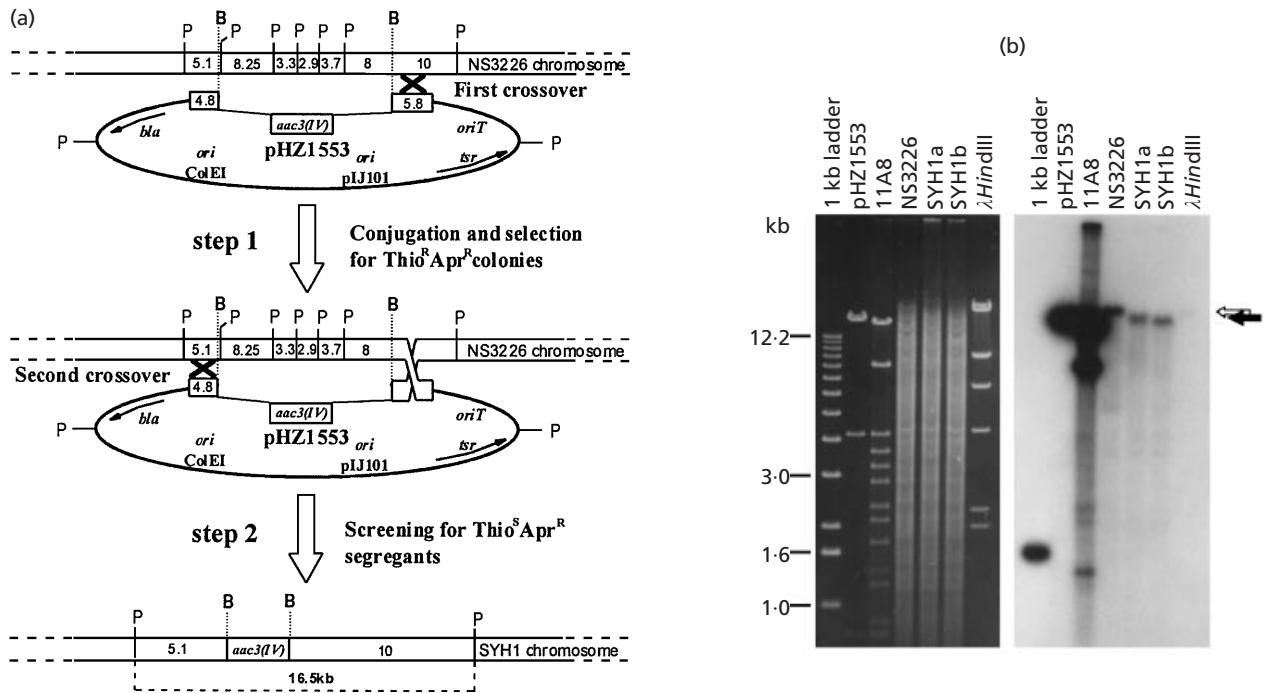 (a)
P B P P P P P B P
5.1 8.25 3.3 2.9 3.7 8 10 NS3226 chromosome
First crossover
4.8 5.8
bla aac3(IV) oriT
P pHZ1553 P
ori ori tsr
ColEI pIJ101
step 1 Conjugation and selection
for Thio^R Apr^R colonies
P B P P P P P B P
5.1 8.25 3.3 2.9 3.7 8 NS3226 chromosome
Second crossover
4.8
bla aac3(IV) oriT
P pHZ1553 P
ori ori tsr
ColEI pIJ101
step 2 Screening for Thio^S Apr^R
segregants
P B B P
5.1 aac3(IV) 10 SYH1 chromosome
16.5kb
(b)
1 kb ladder
pHZ1553
11A8
NS3226
SYH1a
SYH1b
λHindIII
1 kb ladder
pHZ1553
11A8
NS3226
SYH1a
SYH1b
λHindIII
kb
12·2
3·0
1·6
1·0